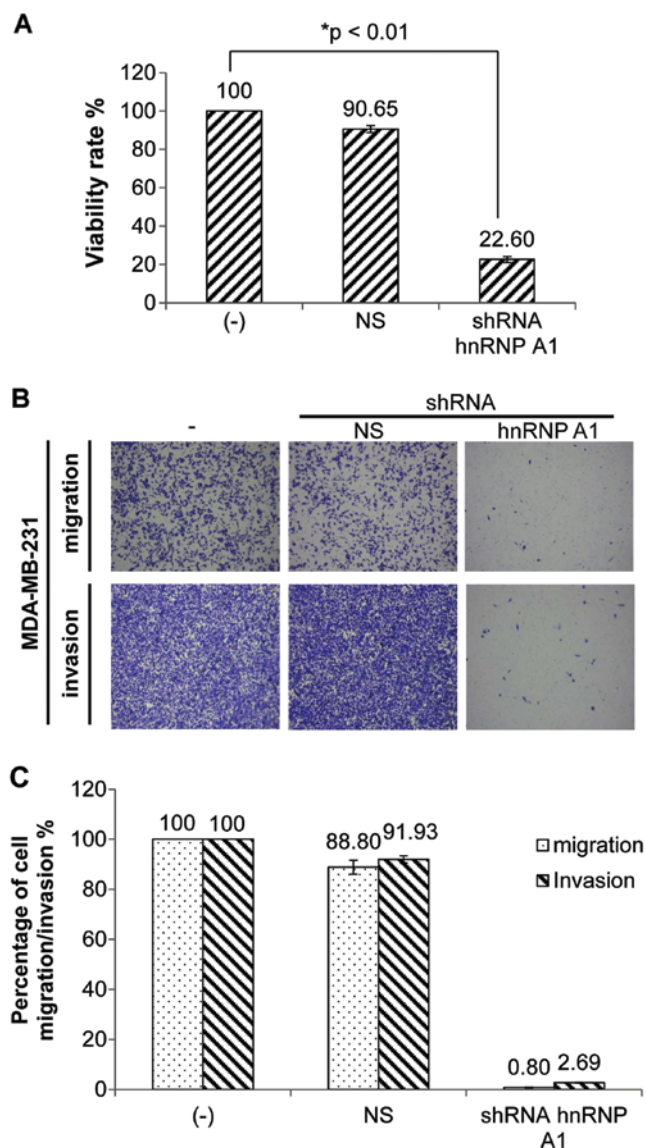 A
*p < 0.01
Viability rate %
120
100
80
60
40
20
0
100
90.65
22.60
(-)
NS
shRNA
hnRNP A1
B
shRNA
-
NS
hnRNP A1
MDA-MB-231
migration
invasion
C
Percentage of cell
migration/invasion %
120
100
80
60
40
20
0
100 100
88.80 91.93
0.80 2.69
migration
Invasion
(-)
NS
shRNA hnRNP
A1